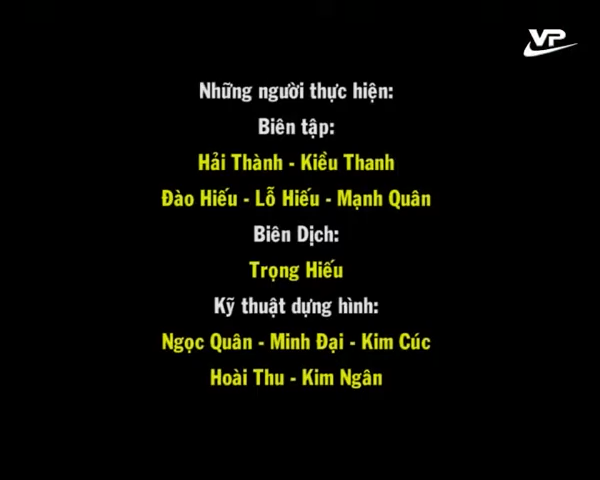 VP
Những người thực hiện:
Biên tập:
Hải Thành - Kiều Thanh
Đào Hiếu - Lỗ Hiếu - Mạnh Quân
Biên Dịch:
Trọng Hiếu
Kỹ thuật dựng hình:
Ngọc Quân - Minh Đại - Kim Cúc
Hoài Thu - Kim Ngân